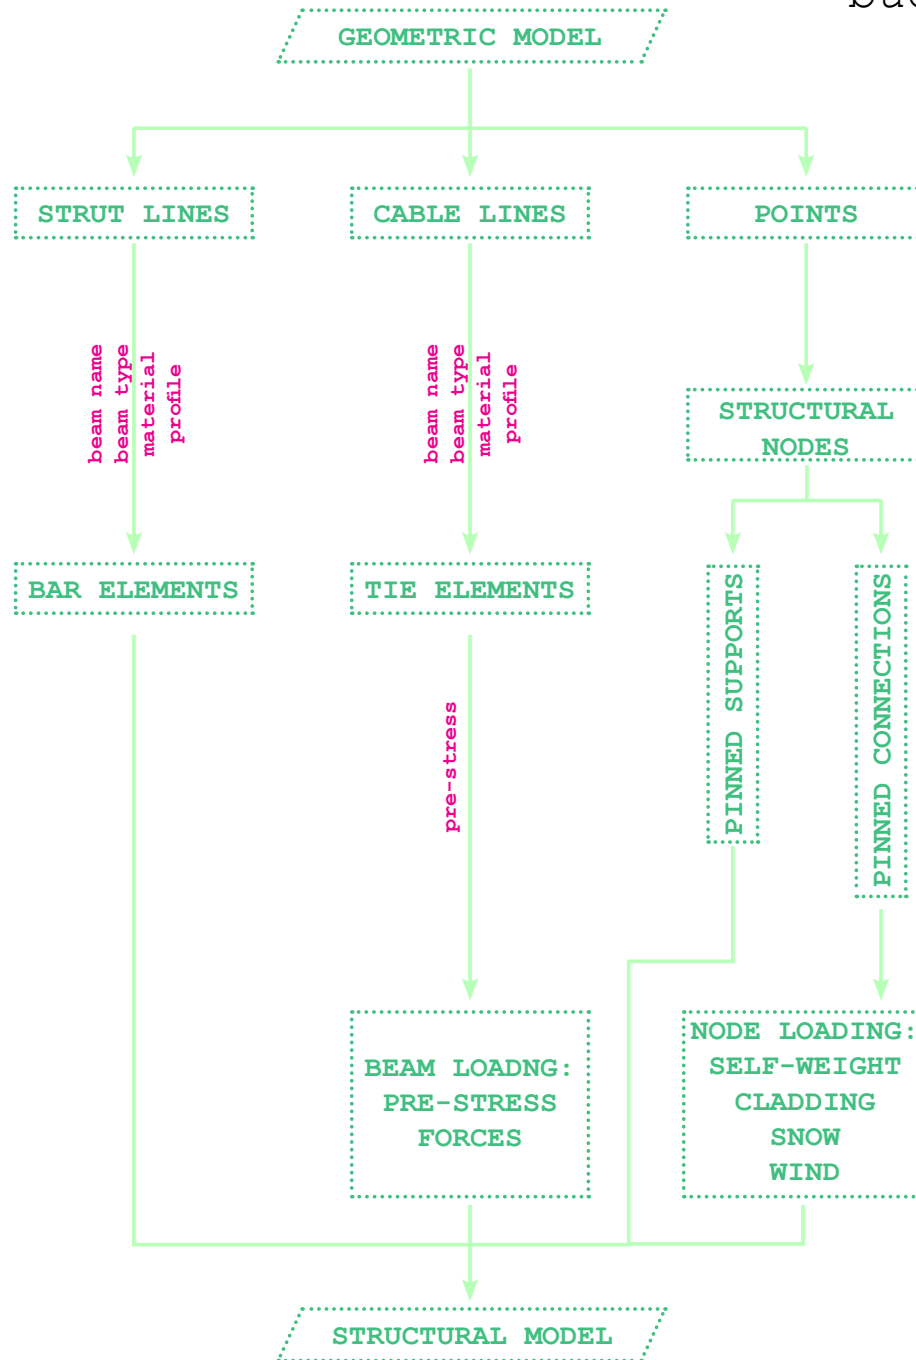 GEOMETRIC MODEL
STRUT LINES
CABLE LINES
POINTS
beam name
beam type
material
profile
beam name
beam type
material
profile
STRUCTURAL
NODES
BAR ELEMENTS
TIE ELEMENTS
PINNED SUPPORTS
PINNED CONNECTIONS
pre-stress
BEAM LOADNG:
PRE-STRESS
FORCES
NODE LOADING:
SELF-WEIGHT
CLADDING
SNOW
WIND
STRUCTURAL MODEL